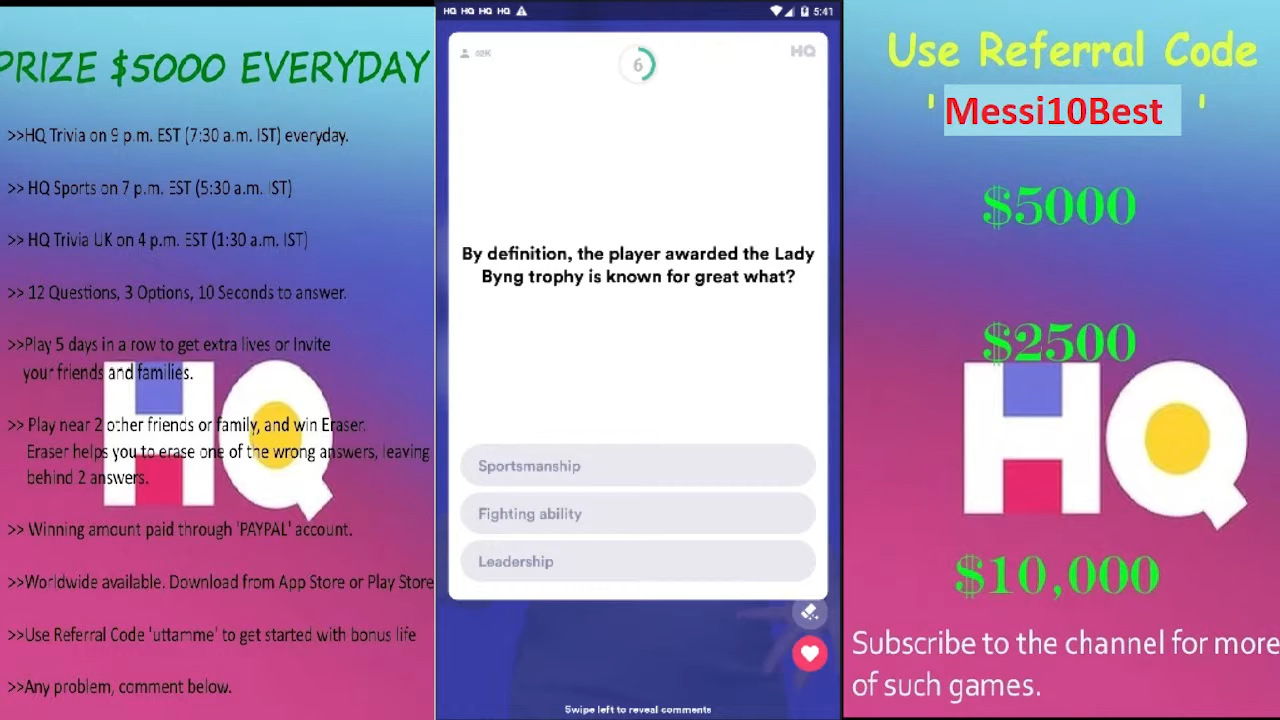 PRIZE $5000 EVERYDAY
>>HQ Trivia on 9 p.m. EST (7:30 a.m. IST) everyday.
>> HQ Sports on 7 p.m. EST (5:30 a.m. IST)
>> HQ Trivia UK on 4 p.m. EST (1:30 a.m. IST)
>> 12 Questions, 3 Options, 10 Seconds to answer.
>>Play 5 days in a row to get extra lives or Invite
your friends and families.
>> Play near 2 other friends or family, and win Eraser.
Eraser helps you to erase one of the wrong answers, leaving
behind 2 answers.
>> Winning amount paid through 'PAYPAL' account.
>>Worldwide available. Download from App Store or Play Store
>>Use Referral Code 'uttamme' to get started with bonus life
>>Any problem, comment below.
HQ
HQ HQ HQ HQ 5:41
62K 6 HQ
By definition, the player awarded the Lady
Byng trophy is known for great what?
Sportsmanship
Fighting ability
Leadership
Swipe left to reveal comments
Use Referral Code
' Messi10Best '
$5000
$2500
HQ
$10,000
Subscribe to the channel for more
of such games.